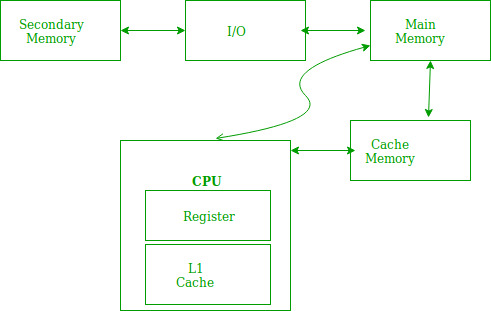 Secondary
Memory
I/O
Main
Memory
Cache
Memory
CPU
Register
L1
Cache